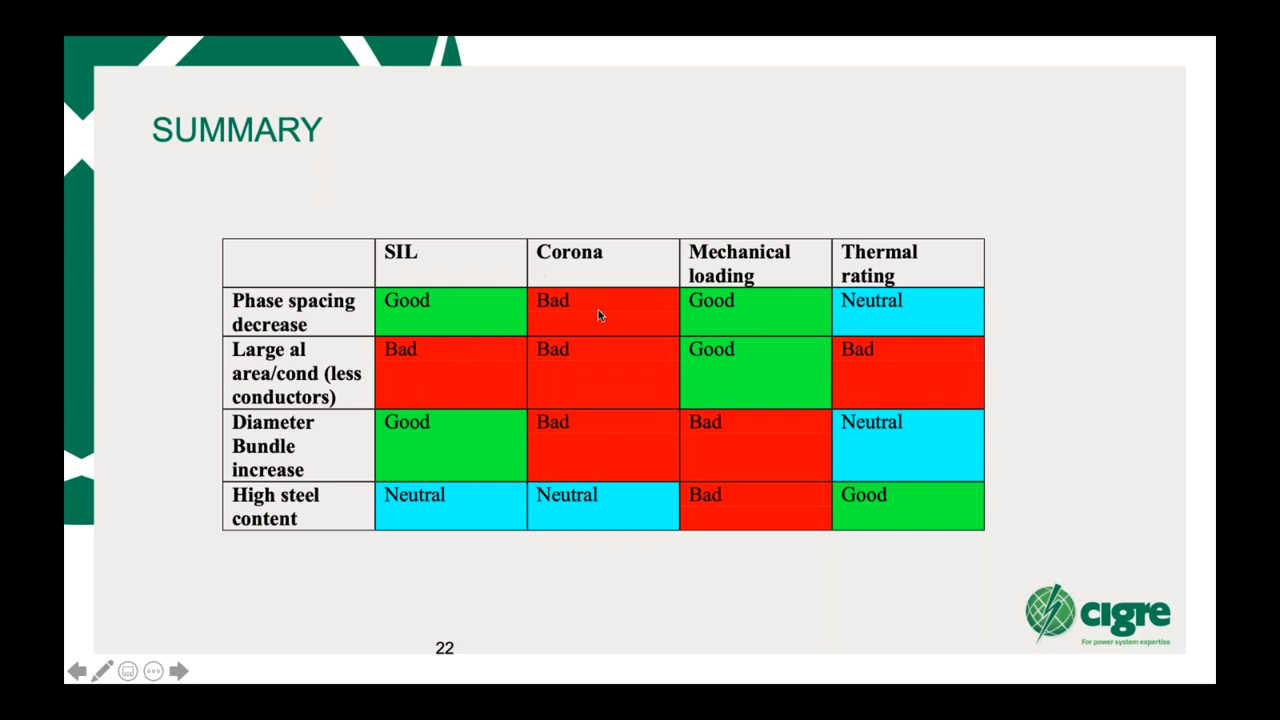 SUMMARY
SIL
Corona
Mechanical
loading
Thermal
rating
Phase spacing
decrease
Good
Bad
Good
Neutral
Large al
area/cond (less
conductors)
Bad
Bad
Good
Bad
Diameter
Bundle
increase
Good
Bad
Bad
Neutral
High steel
content
Neutral
Neutral
Bad
Good
cigre
For power system expertise
22